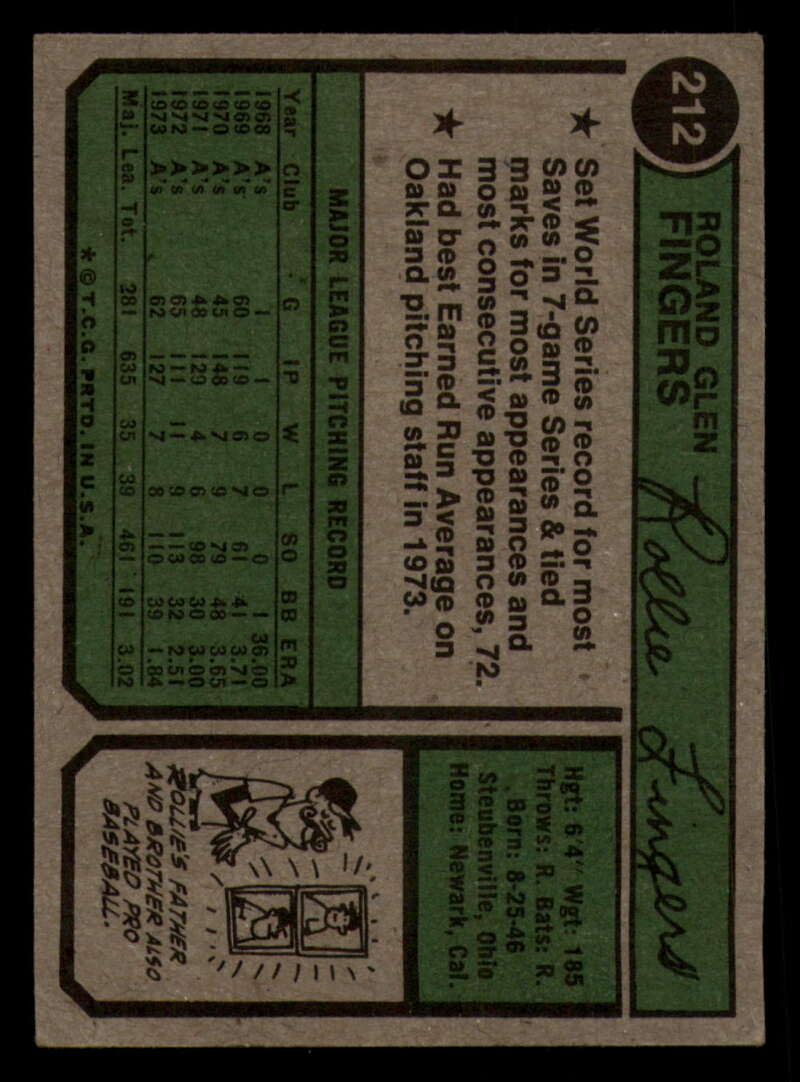 212
ROLAND GLEN
FINGERS
Rollie Fingers
★ Set World Series record for most
Saves in 7-game Series & tied
marks for most appearances and
most consecutive appearances, 72.
★ Had best Earned Run Average on
Oakland pitching staff in 1973.
MAJOR LEAGUE PITCHING RECORD
Year Club G IP W L SO BB ERA
1968 A's 1 1 0 0 0 1 36.00
1969 A's 60 119 6 7 61 41 3.71
1970 A's 45 148 7 9 79 48 3.65
1971 A's 48 129 4 6 98 30 3.00
1972 A's 65 111 11 9 113 32 2.51
1973 A's 62 127 7 8 110 39 1.84
Maj. Lea. Tot. 281 635 35 39 461 191 3.02
*©T.C.G. PRTD. IN U.S.A.
Hgt: 6'4" Wgt: 185
Throws: R. Bats: R.
Born: 8-25-46
Steubenville, Ohio
Home: Newark, Cal.
ROLLIE'S FATHER
AND BROTHER ALSO
PLAYED PRO
BASEBALL.